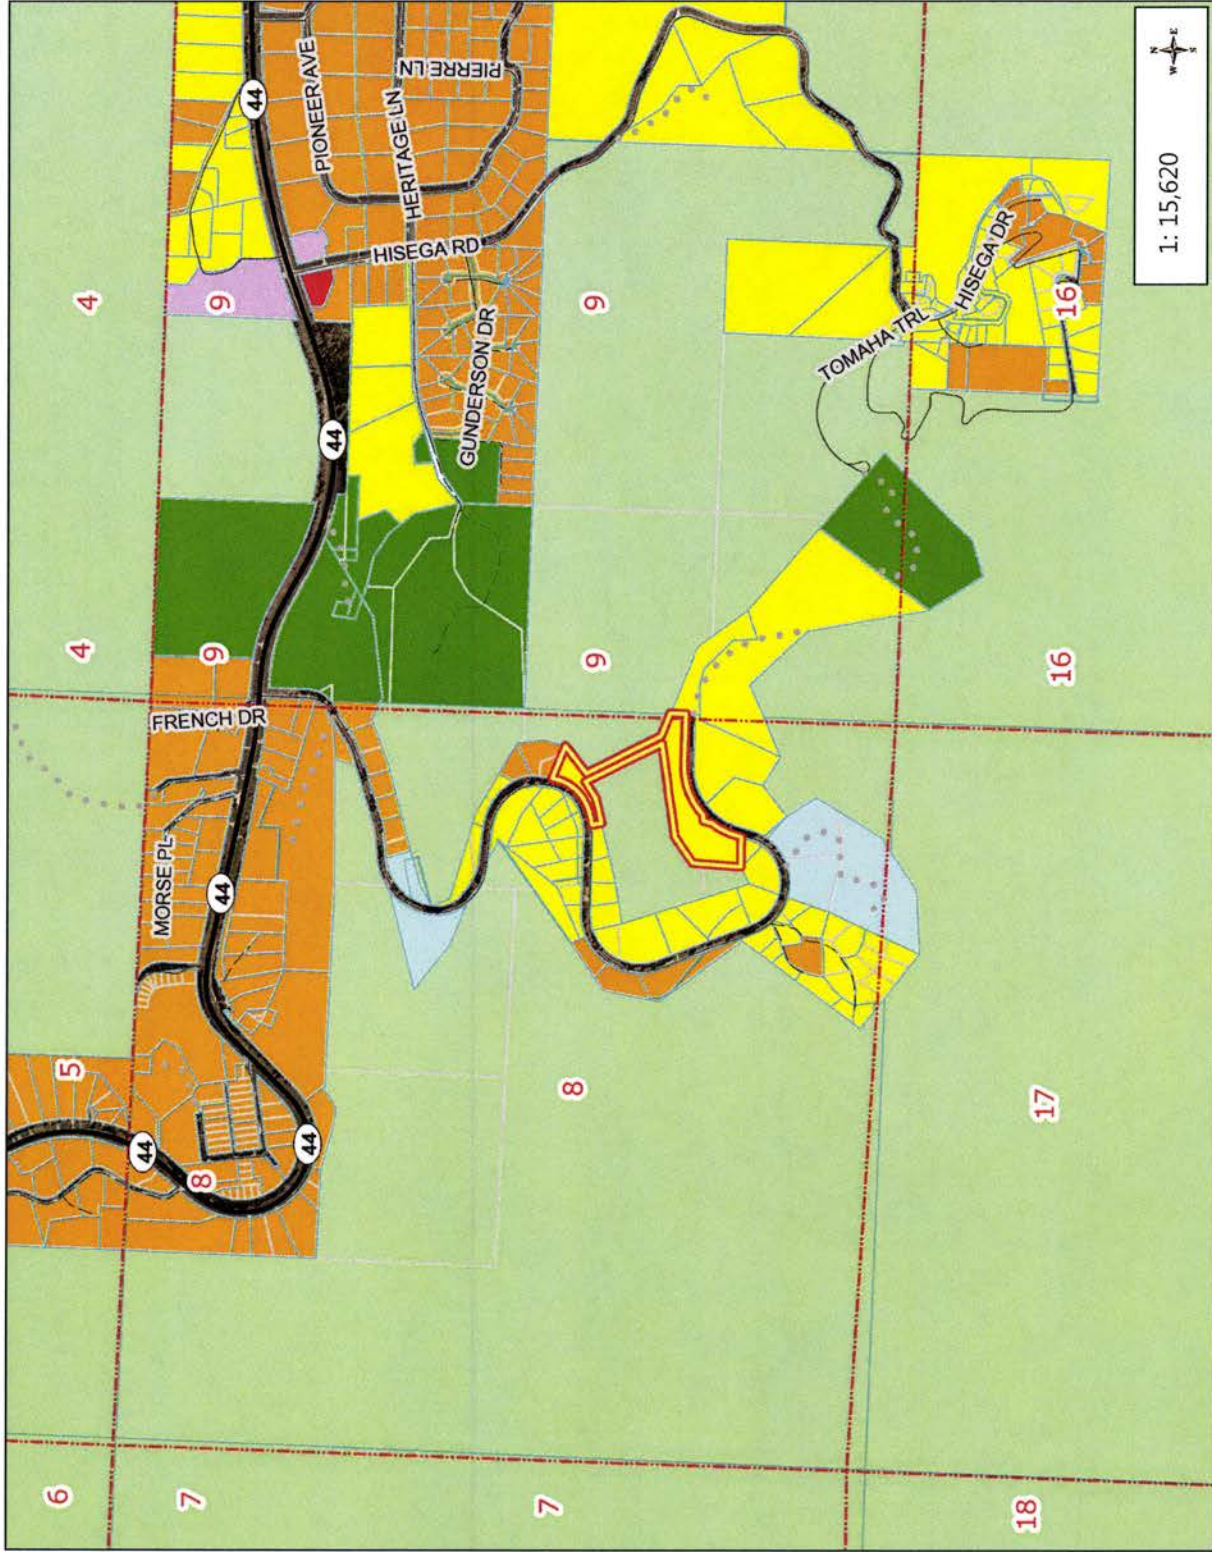 4
4
44
PIONEER AVE
PIERRE LN
HERITAGE LN
9
HISEGA RD
44
GUNDERSON DR
9
FRENCH DR
MORSE PL
44
5
44
8
44
6
7
9
9
TOMAHA TRL
HISEGA DR
16
16
8
17
7
18
N
W
E
S
1: 15,620